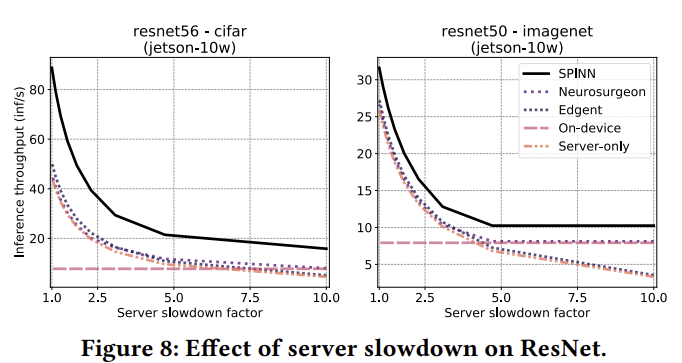 resnet56 - cifar
(jetson-10w)
resnet50 - imagenet
(jetson-10w)
Inference throughput (inf/s)
80
60
40
20
1.0 2.5 5.0 7.5 10.0
Server slowdown factor
30
25
20
15
10
5
SPINN
Neurosurgeon
Edgent
On-device
Server-only
1.0 2.5 5.0 7.5 10.0
Server slowdown factor
Figure 8: Effect of server slowdown on ResNet.